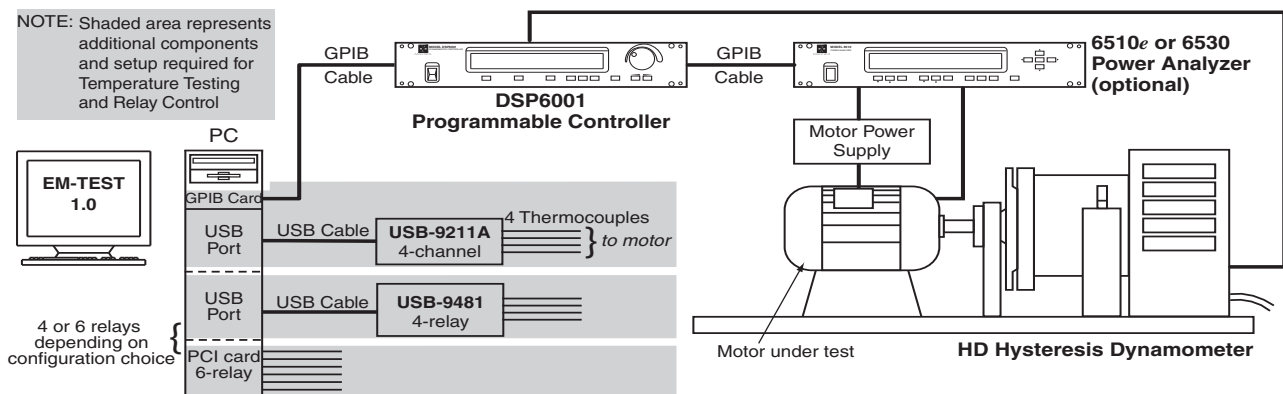 NOTE: Shaded area represents
additional components
and setup required for
Temperature Testing
and Relay Control
GPIB
Cable
DSP6001
Programmable Controller
GPIB
Cable
6510e or 6530
Power Analyzer
(optional)
Motor Power
Supply
PC
EM-TEST
1.0
GPIB Card
USB
Port
USB Cable
USB-9211A
4-channel
4 Thermocouples
} to motor
USB
Port
USB Cable
USB-9481
4-relay
4 or 6 relays
depending on
configuration choice
{
PCI card
6-relay
Motor under test
HD Hysteresis Dynamometer